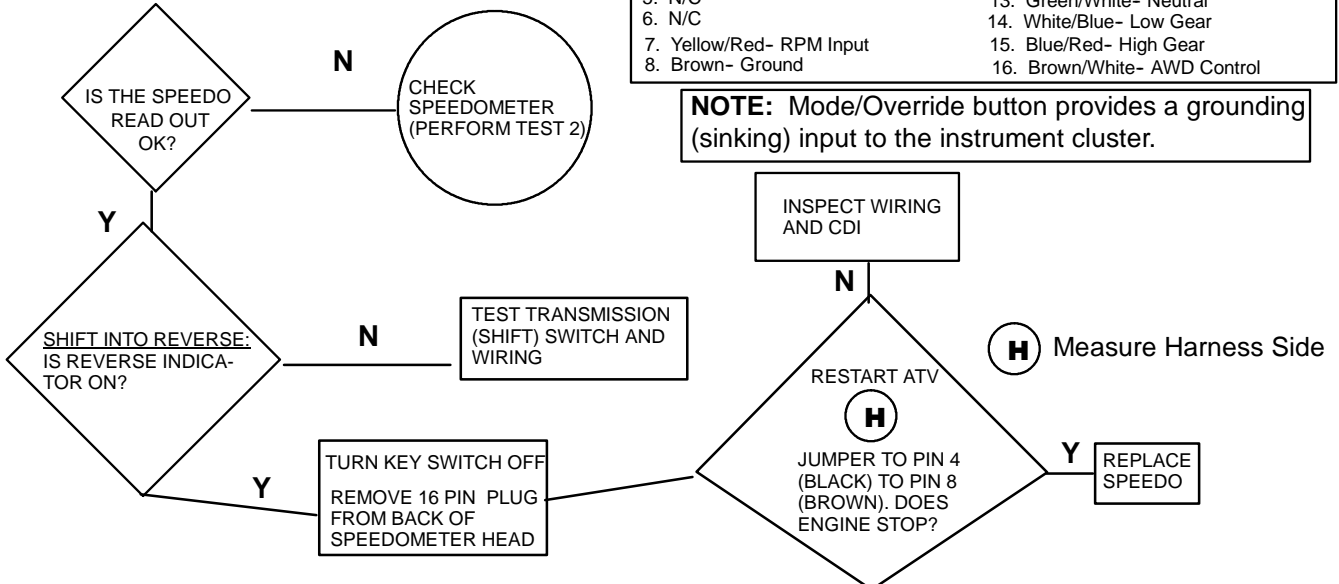 5. N/C
6. N/C
7. Yellow/Red- RPM Input
8. Brown- Ground
13. Green/White- Neutral
14. White/Blue- Low Gear
15. Blue/Red- High Gear
16. Brown/White- AWD Control
NOTE: Mode/Override button provides a grounding
(sinking) input to the instrument cluster.
IS THE SPEEDO
READ OUT
OK?
N
CHECK
SPEEDOMETER
(PERFORM TEST 2)
Y
SHIFT INTO REVERSE:
IS REVERSE INDICA-
TOR ON?
N
TEST TRANSMISSION
(SHIFT) SWITCH AND
WIRING
Y
TURN KEY SWITCH OFF
REMOVE 16 PIN PLUG
FROM BACK OF
SPEEDOMETER HEAD
INSPECT WIRING
AND CDI
N
RESTART ATV
H
JUMPER TO PIN 4
(BLACK) TO PIN 8
(BROWN). DOES
ENGINE STOP?
H Measure Harness Side
Y
REPLACE
SPEEDO